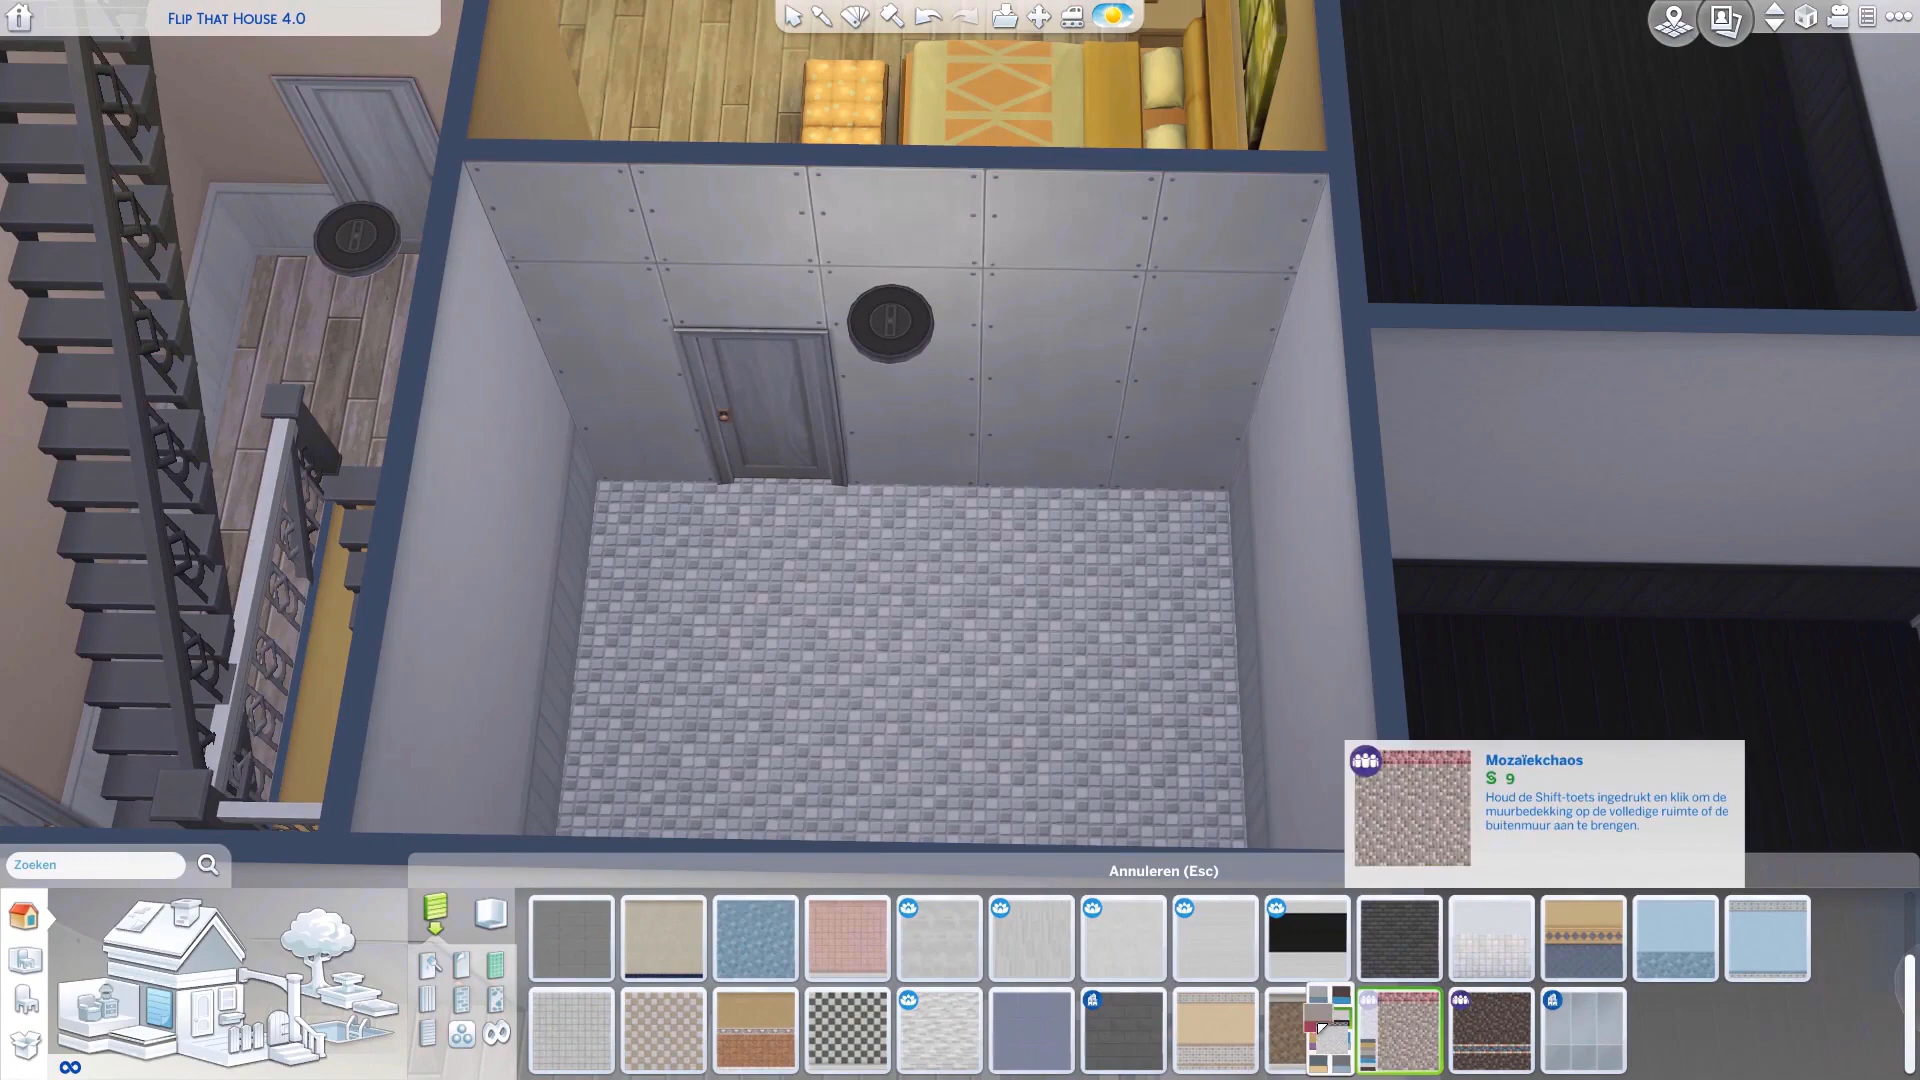 Flip That House 4.0
Mozaïekchaos
§ 9
Houd de Shift-toets ingedrukt en klik om de
muurbedekking op de volledige ruimte of de
buitenmuur aan te brengen.
Zoeken
Annuleren (Esc)